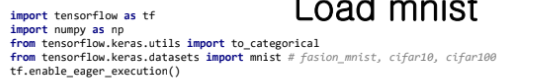 Load mnist
import tensorflow as tf
import numpy as np
from tensorflow.keras.utils import to_categorical
from tensorflow.keras.datasets import mnist # fasion_mnist, cifar10, cifar100
tf.enable_eager_execution()